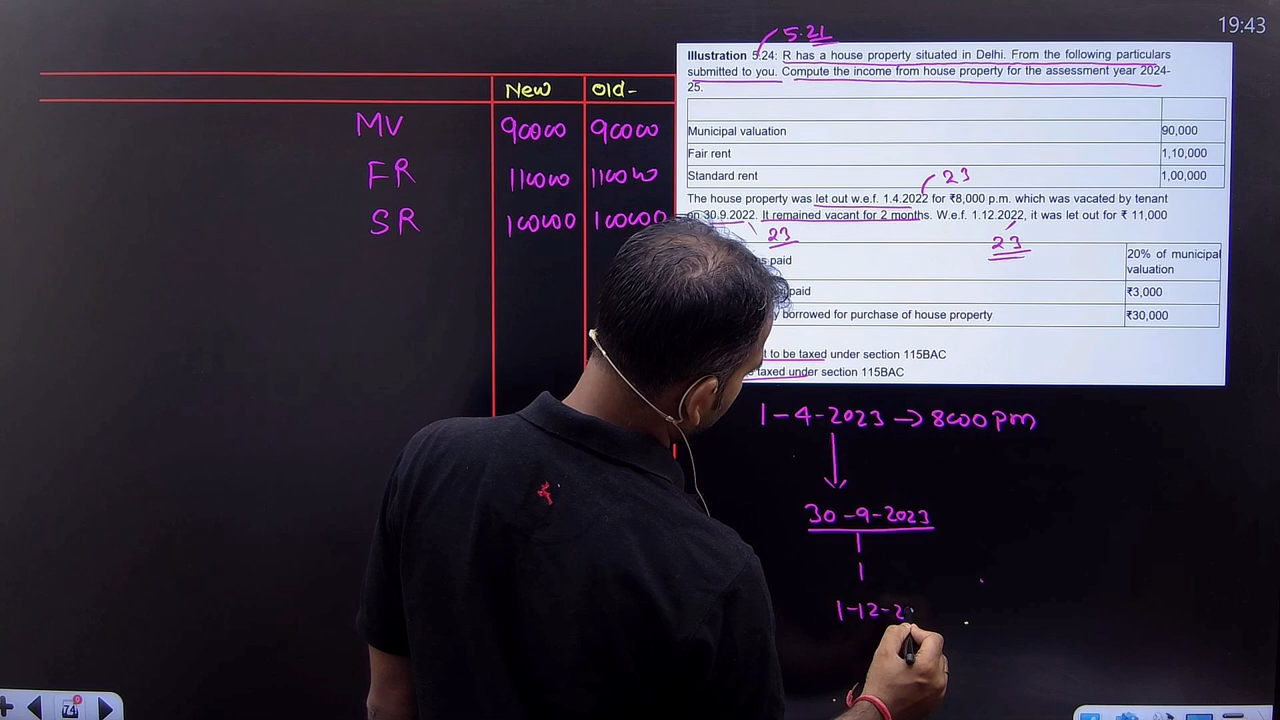 19:43
5.21
Illustration 5.24: R has a house property situated in Delhi. From the following particulars
submitted to you. Compute the income from house property for the assessment year 2024-
25.
New Old-
MV 90000 90000
FR 110000 110000
SR 100000 100000
Municipal valuation 90,000
Fair rent 1,10,000
Standard rent 1,00,000
23
The house property was let out w.e.f. 1.4.2022 for ₹8,000 p.m. which was vacated by tenant
on 30.9.2022. It remained vacant for 2 months. W.e.f. 1.12.2022, it was let out for ₹ 11,000
23 23
paid 20% of municipal
valuation
paid ₹3,000
borrowed for purchase of house property ₹30,000
to be taxed under section 115BAC
taxed under section 115BAC
1-4-2023 → 8000 pm
30-9-2023
1-12-2
74